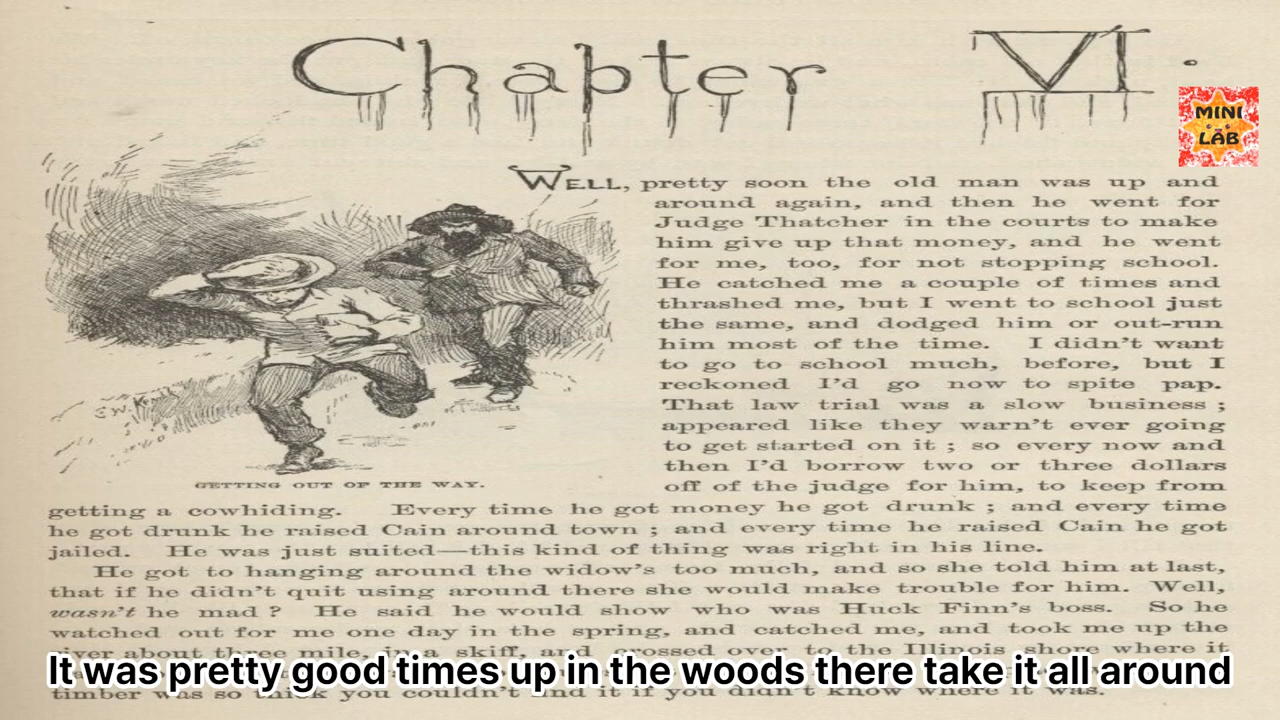 Chapter VI.
MINI
LAB
WELL, pretty soon the old man was up and
around again, and then he went for
Judge Thatcher in the courts to make
him give up that money, and he went
for me, too, for not stopping school.
He catched me a couple of times and
thrashed me, but I went to school just
the same, and dodged him or out-run
him most of the time. I didn't want
to go to school much, before, but I
reckoned I'd go now to spite pap.
That law trial was a slow business ;
appeared like they warn't ever going
to get started on it ; so every now and
then I'd borrow two or three dollars
off of the judge for him, to keep from
E.W. Kemble
GETTING OUT OF THE WAY.
getting a cowhiding. Every time he got money he got drunk ; and every time
he got drunk he raised Cain around town ; and every time he raised Cain he got
jailed. He was just suited—this kind of thing was right in his line.
He got to hanging around the widow's too much, and so she told him at last,
that if he didn't quit using around there she would make trouble for him. Well,
wasn't he mad ? He said he would show who was Huck Finn's boss. So he
watched out for me one day in the spring, and catched me, and took me up the
river about three mile, in a skiff, and crossed over to the Illinois shore where it
It was pretty good times up in the woods there take it all around
timber was so thick you couldn't find it if you didn't know where it was.